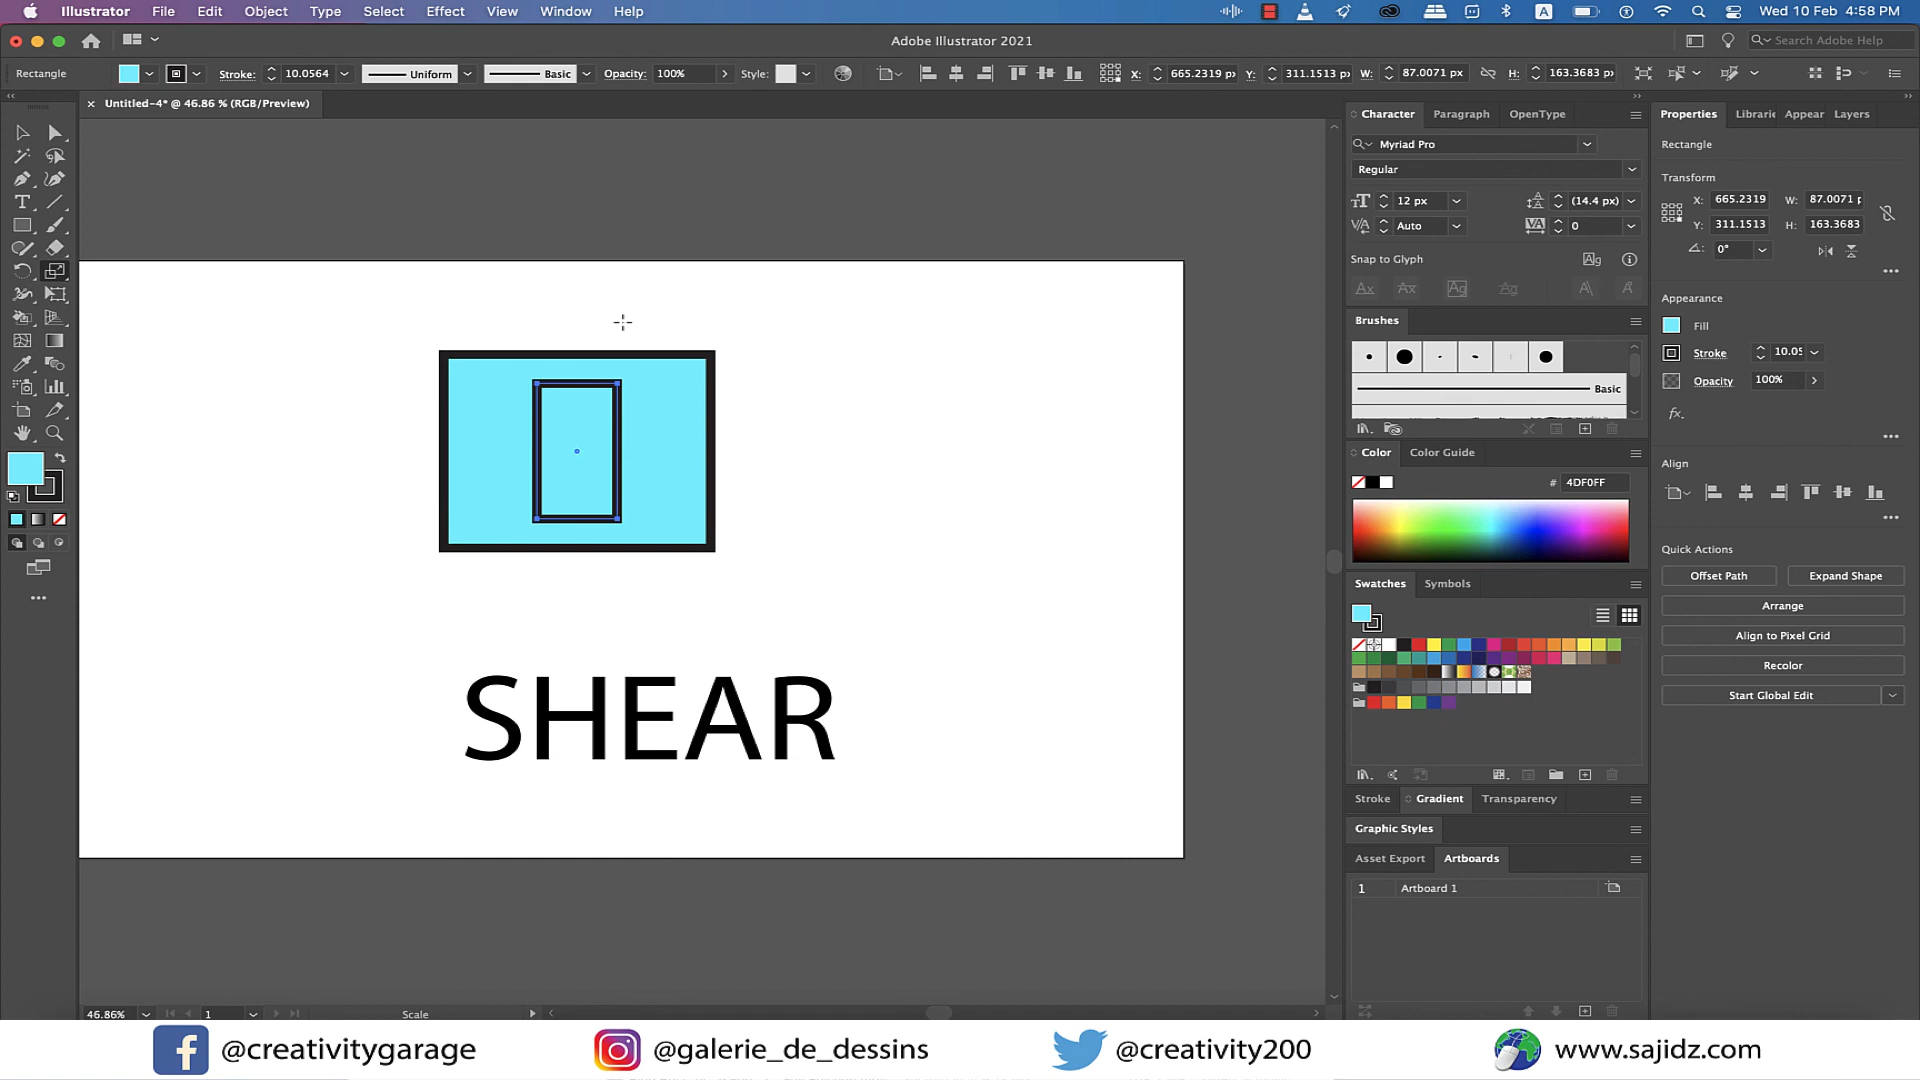 Illustrator File Edit Object Type Select Effect View Window Help A Wed 10 Feb 4:58 PM
Adobe Illustrator 2021 Search Adobe Help
Rectangle Stroke: 10.0564 Uniform Basic Opacity: 100% Style: X: 665.2319 px Y: 311.1513 px W: 87.0071 px H: 163.3683 px
Untitled-4* @ 46.86 % (RGB/Preview)
Character Paragraph OpenType
Myriad Pro
Regular
12 px (14.4 px)
Auto 0
Snap to Glyph
Brushes
Basic
Color Color Guide
# 4DF0FF
Swatches Symbols
Stroke Gradient Transparency
Graphic Styles
Asset Export Artboards
1 Artboard 1
Properties Librarie Appear Layers
Rectangle
Transform
X: 665.2319 W: 87.0071
Y: 311.1513 H: 163.3683
0°
Appearance
Fill
Stroke 10.05
Opacity 100%
fx.
Align
Quick Actions
Offset Path Expand Shape
Arrange
Align to Pixel Grid
Recolor
Start Global Edit
SHEAR
46.86% 1 Scale
@creativitygarage @galerie_de_dessins @creativity200 www.sajidz.com